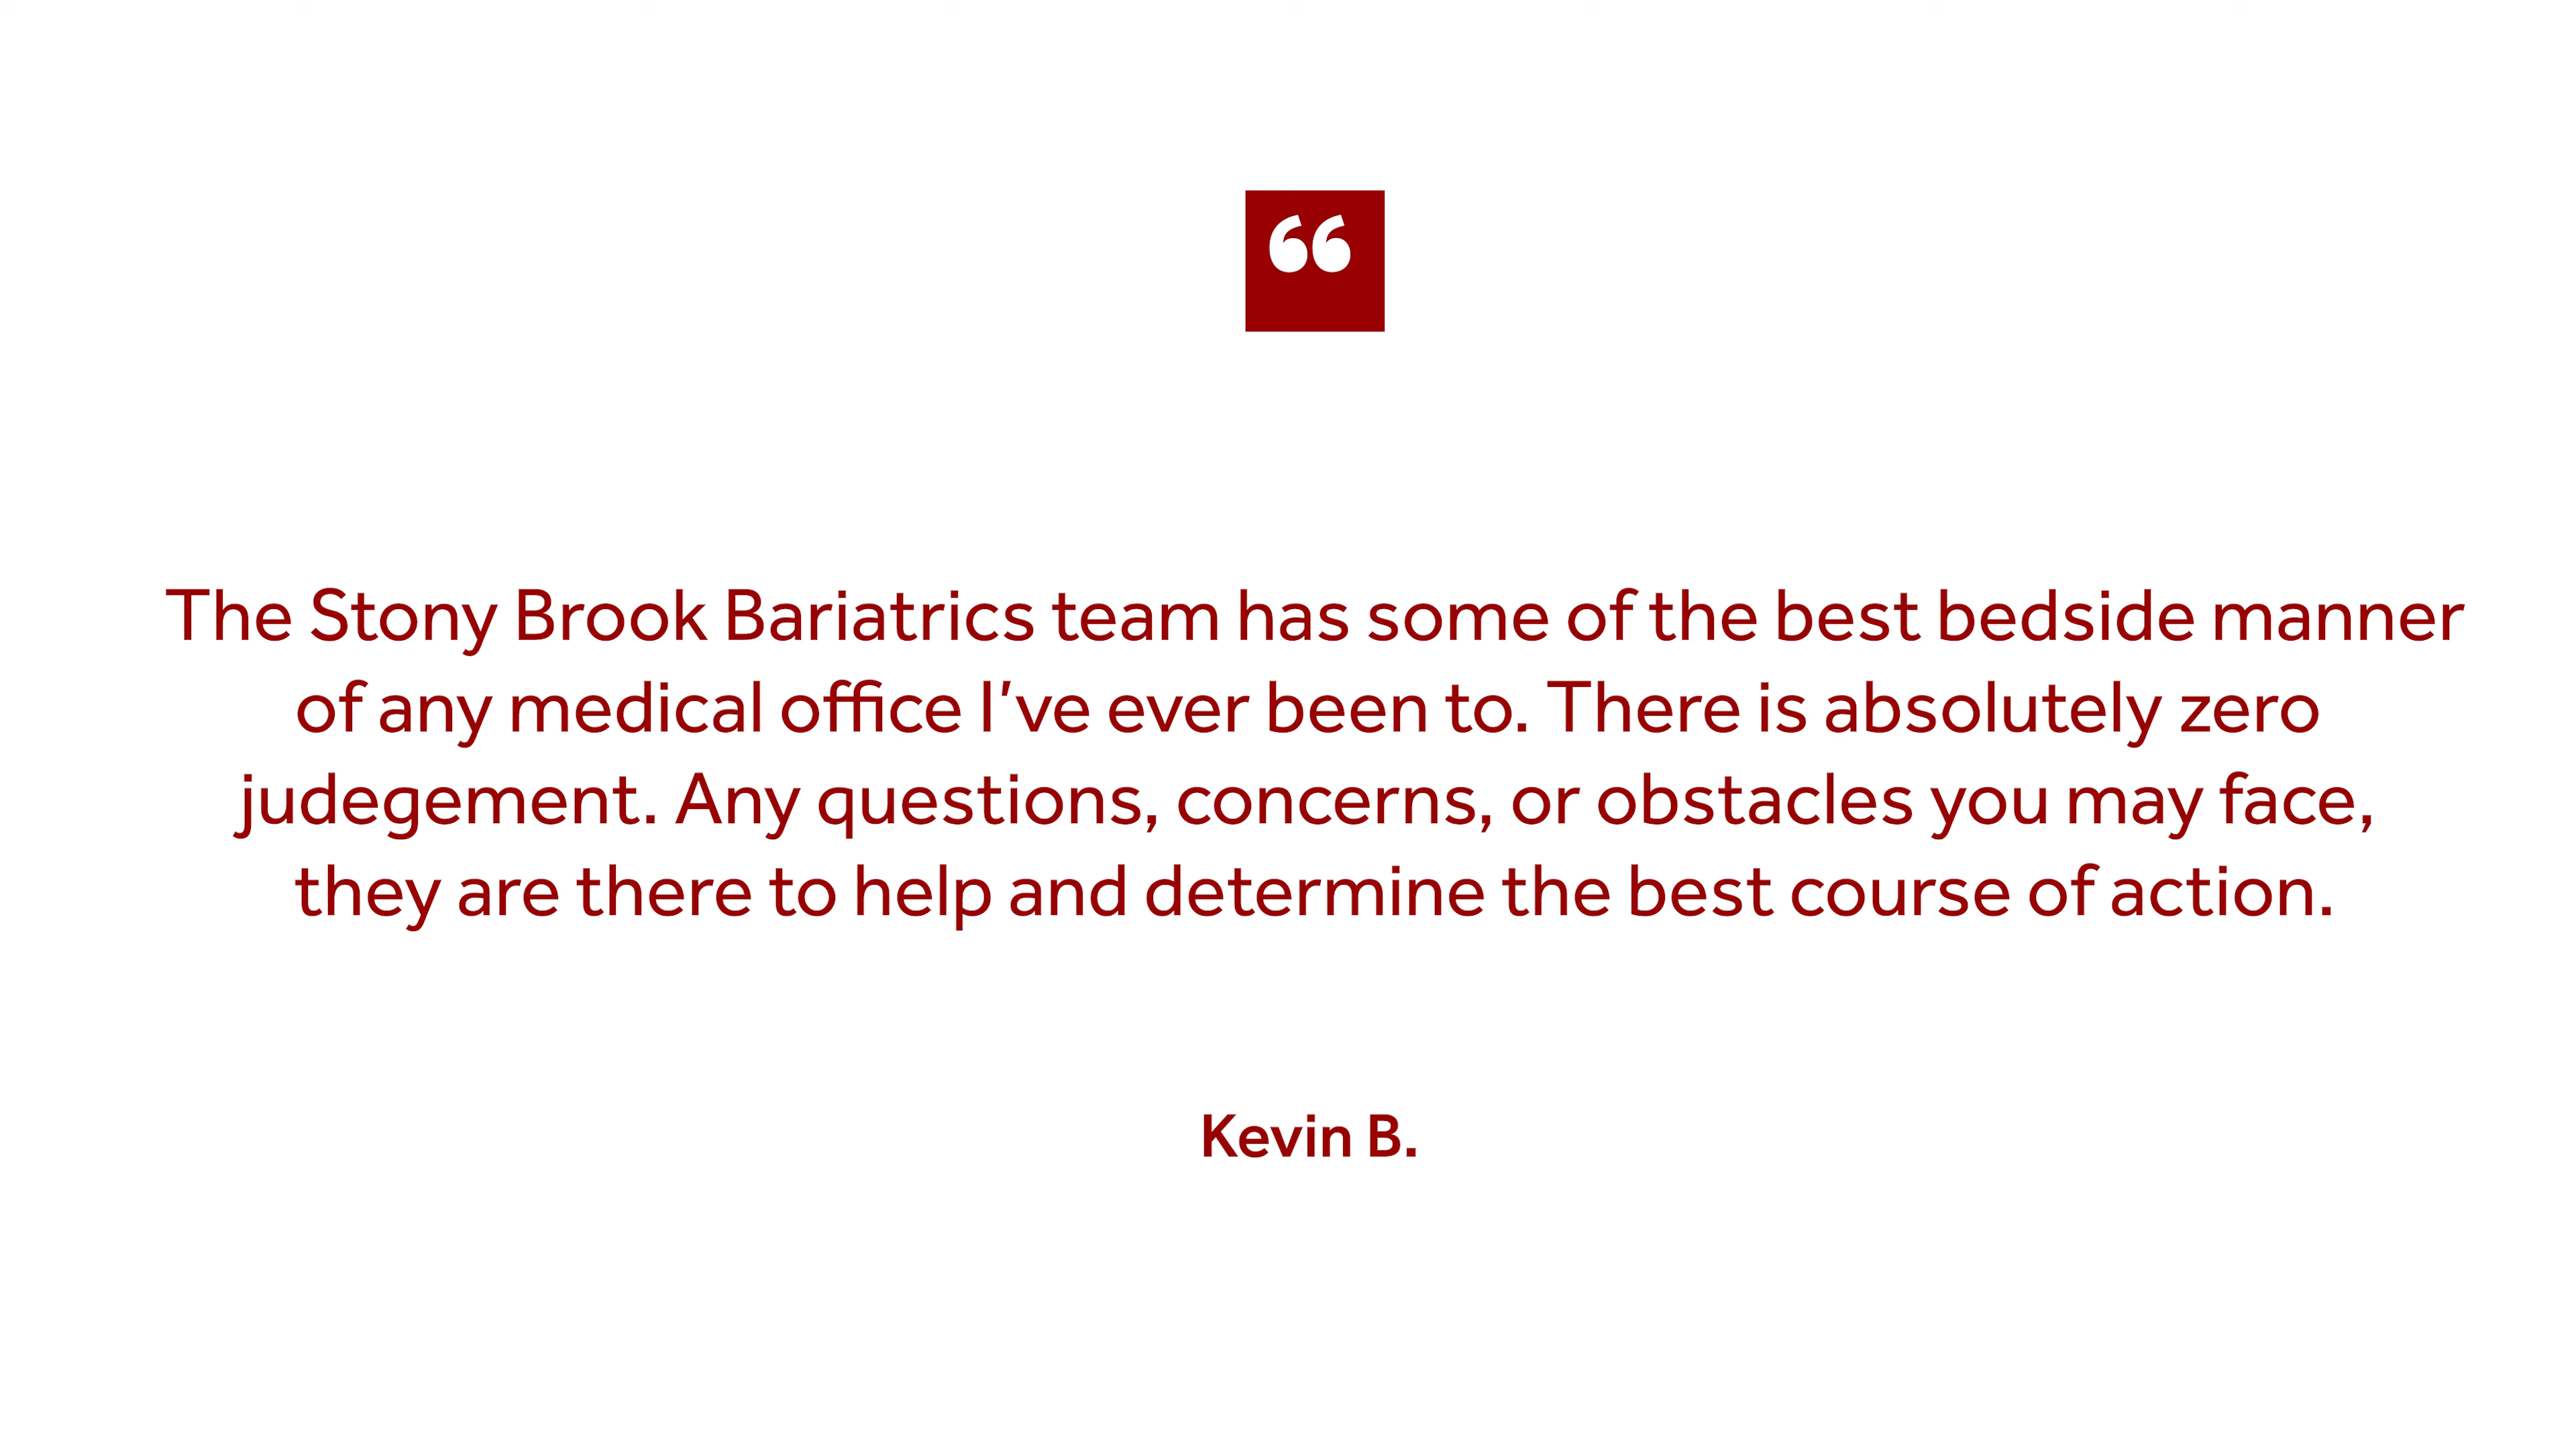 “
The Stony Brook Bariatrics team has some of the best bedside manner
of any medical office I've ever been to. There is absolutely zero
judegement. Any questions, concerns, or obstacles you may face,
they are there to help and determine the best course of action.
Kevin B.